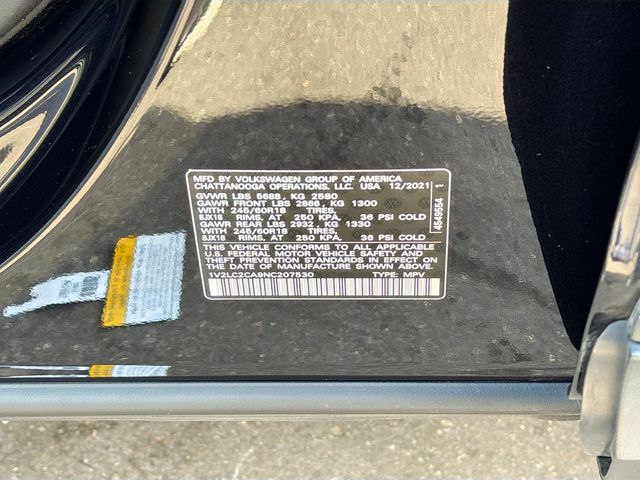 MFD BY VOLKSWAGEN GROUP OF AMERICA
CHATTANOOGA OPERATIONS, LLC. USA 12/2021
GVWR LBS 5688, KG 2580
GAWR FRONT LBS 2866, KG 1300
WITH 245/60R18 TIRES,
8JX18 RIMS, AT 250 KPA, 36 PSI COLD
GAWR REAR LBS 2932, KG 1330
WITH 245/60R18 TIRES,
8JX18 RIMS, AT 250 KPA, 36 PSI COLD
THIS VEHICLE CONFORMS TO ALL APPLICABLE
U.S. FEDERAL MOTOR VEHICLE SAFETY AND
THEFT PREVENTION STANDARDS IN EFFECT ON
THE DATE OF MANUFACTURE SHOWN ABOVE.
1V2LC2CA9NC207530 TYPE: MPV
4549554 1